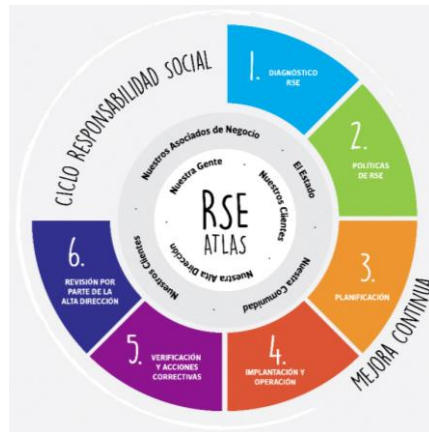 CICLO RESPONSABILIDAD SOCIAL
1.
DIAGNÓSTICO
RSE
2.
POLÍTICAS
DE RSE
3.
PLANIFICACIÓN
4.
IMPLANTACIÓN Y
OPERACIÓN
5.
VERIFICACIÓN
Y ACCIONES
CORRECTIVAS
6.
REVISIÓN POR
PARTE DE LA
ALTA DIRECCIÓN
MEJORA CONTINUA
Nuestros Asociados de Negocio
El Estado
Nuestra Comunidad
Nuestros Clientes
Nuestra Gente
Nuestros Clientes
Nuestra Alta Dirección
RSE
ATLAS